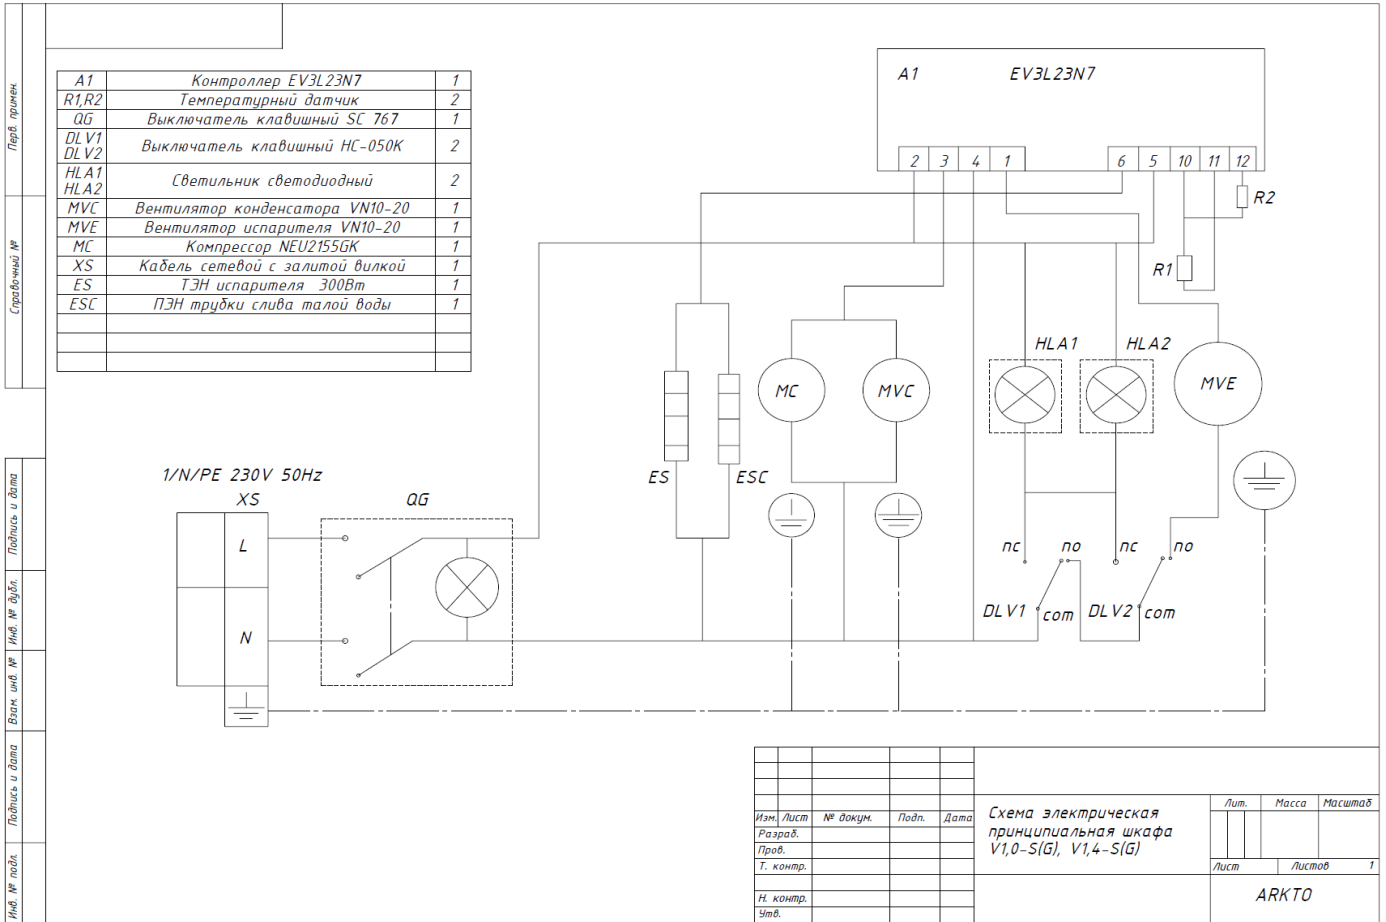 A1 Контроллер EV3L23N7 1
R1,R2 Температурный датчик 2
QG Выключатель клавишный SC 767 1
DLV1
DLV2 Выключатель клавишный НС-050К 2
HLA1
HLA2 Светильник светодиодный 2
MVC Вентилятор конденсатора VN10-20 1
MVE Вентилятор испарителя VN10-20 1
MC Компрессор NEU2155GK 1
XS Кабель сетевой с залитой вилкой 1
ES ТЭН испарителя 300Вт 1
ESC ПЭН трубки слива талой воды 1
A1 EV3L23N7
2 3 4 1 6 5 10 11 12
R2
R1
HLA1 HLA2
MC MVC MVE
ES ESC
1/N/PE 230V 50Hz
XS QG
L
N
nc no nc no
DLV1 com DLV2 com
Перв. примен.
Справочный №
Подпись и дата
Инв. № дубл.
Взам. инв. №
Подпись и дата
Инв. № подл.
Изм. Лист № докум. Подп. Дата
Разраб.
Пров.
Т. контр.
Н. контр.
Утв.
Схема электрическая
принципиальная шкафа
V1,0-S(G), V1,4-S(G)
Лит. Масса Масштаб
Лист Листов 1
ARKTO